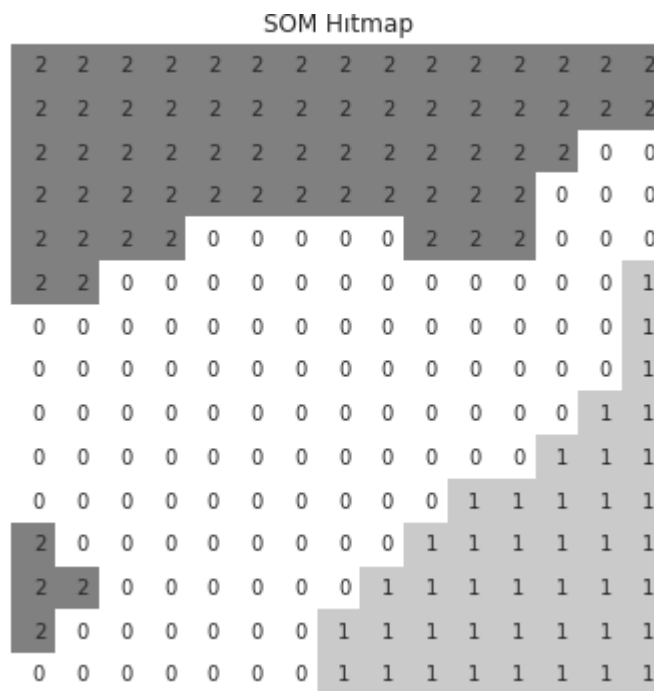 SOM Hitmap
2 2 2 2 2 2 2 2 2 2 2 2 2 2 2
2 2 2 2 2 2 2 2 2 2 2 2 2 2 2
2 2 2 2 2 2 2 2 2 2 2 2 2 0 0
2 2 2 2 2 2 2 2 2 2 2 2 0 0 0
2 2 2 2 0 0 0 0 0 2 2 2 0 0 0
2 2 0 0 0 0 0 0 0 0 0 0 0 0 1
0 0 0 0 0 0 0 0 0 0 0 0 0 0 1
0 0 0 0 0 0 0 0 0 0 0 0 0 0 1
0 0 0 0 0 0 0 0 0 0 0 0 0 1 1
0 0 0 0 0 0 0 0 0 0 0 0 1 1 1
0 0 0 0 0 0 0 0 0 0 1 1 1 1 1
2 0 0 0 0 0 0 0 0 1 1 1 1 1 1
2 2 0 0 0 0 0 0 1 1 1 1 1 1 1
2 0 0 0 0 0 0 1 1 1 1 1 1 1 1
0 0 0 0 0 0 0 1 1 1 1 1 1 1 1